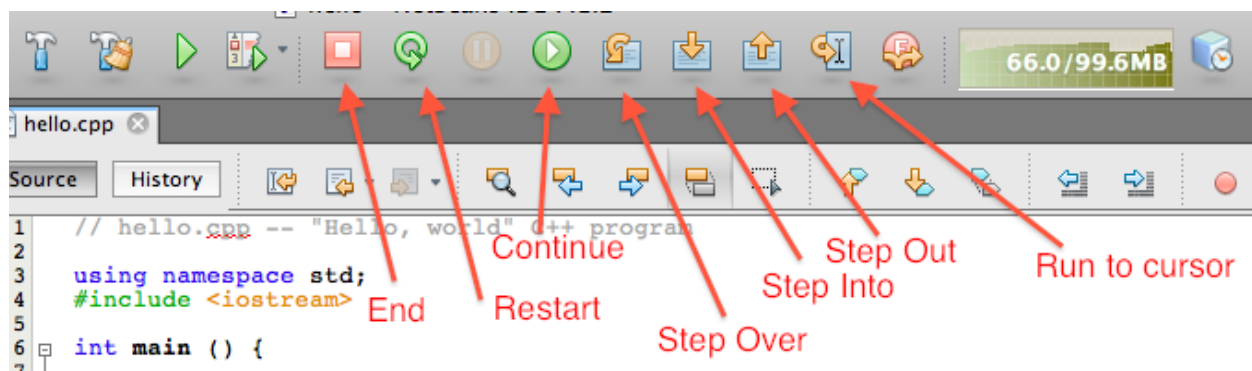 66.0/99.6MB
hello.cpp
Source History
1 // hello.cpp -- "Hello, world" C++ program
2
3 using namespace std;
4 #include <iostream>
5
6 int main () {
Continue
Step Out
Run to cursor
Step Into
End
Restart
Step Over